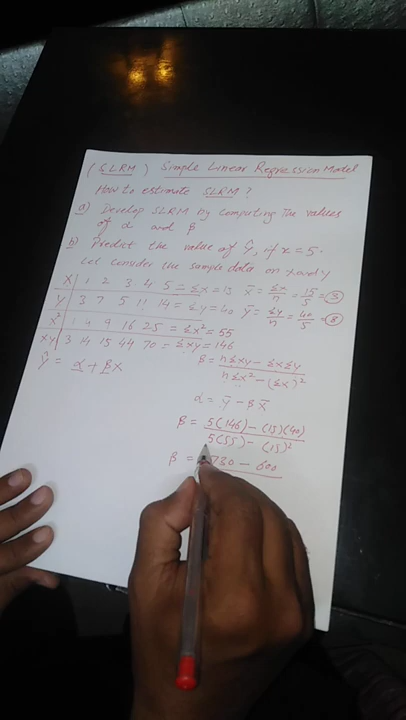 (SLRM) Simple Linear Regression Model
How to estimate SLRM?
a) Develop SLRM by computing the values
of α and β
b) Predict the value of Ŷ, if x = 5.
Let consider the sample data on x and y
X | 1 2 3 4 5 = Σx = 15 x̄ = Σx/n = 15/5 = 3
Y | 3 7 5 11 14 = Σy = 40 ȳ = Σy/n = 40/5 = 8
X² | 1 4 9 16 25 = Σx² = 55
XY | 3 14 15 44 70 = Σxy = 146
Ŷ = α + βx
β = nΣxy - ΣxΣy / nΣx² - (Σx)²
α = Ȳ - βX̄
β = 5(146) - (15)(40) / 5(55) - (15)²
β = 730 - 600